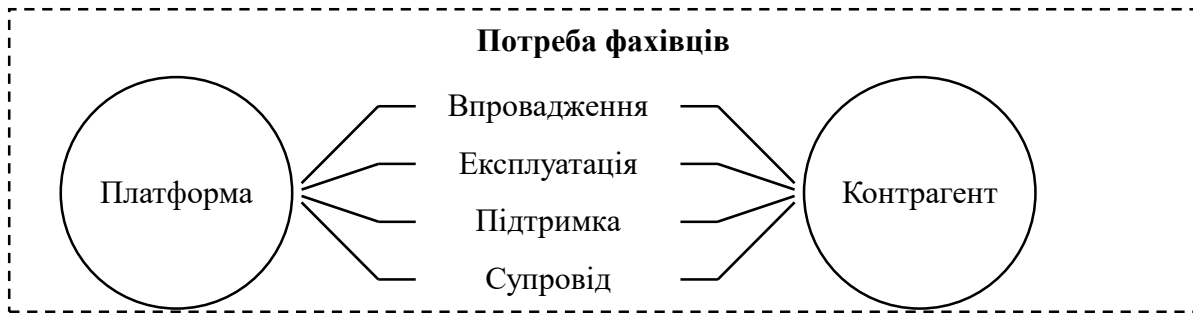 Потреба фахівців
Впровадження
Експлуатація
Платформа
Контрагент
Підтримка
Супровід